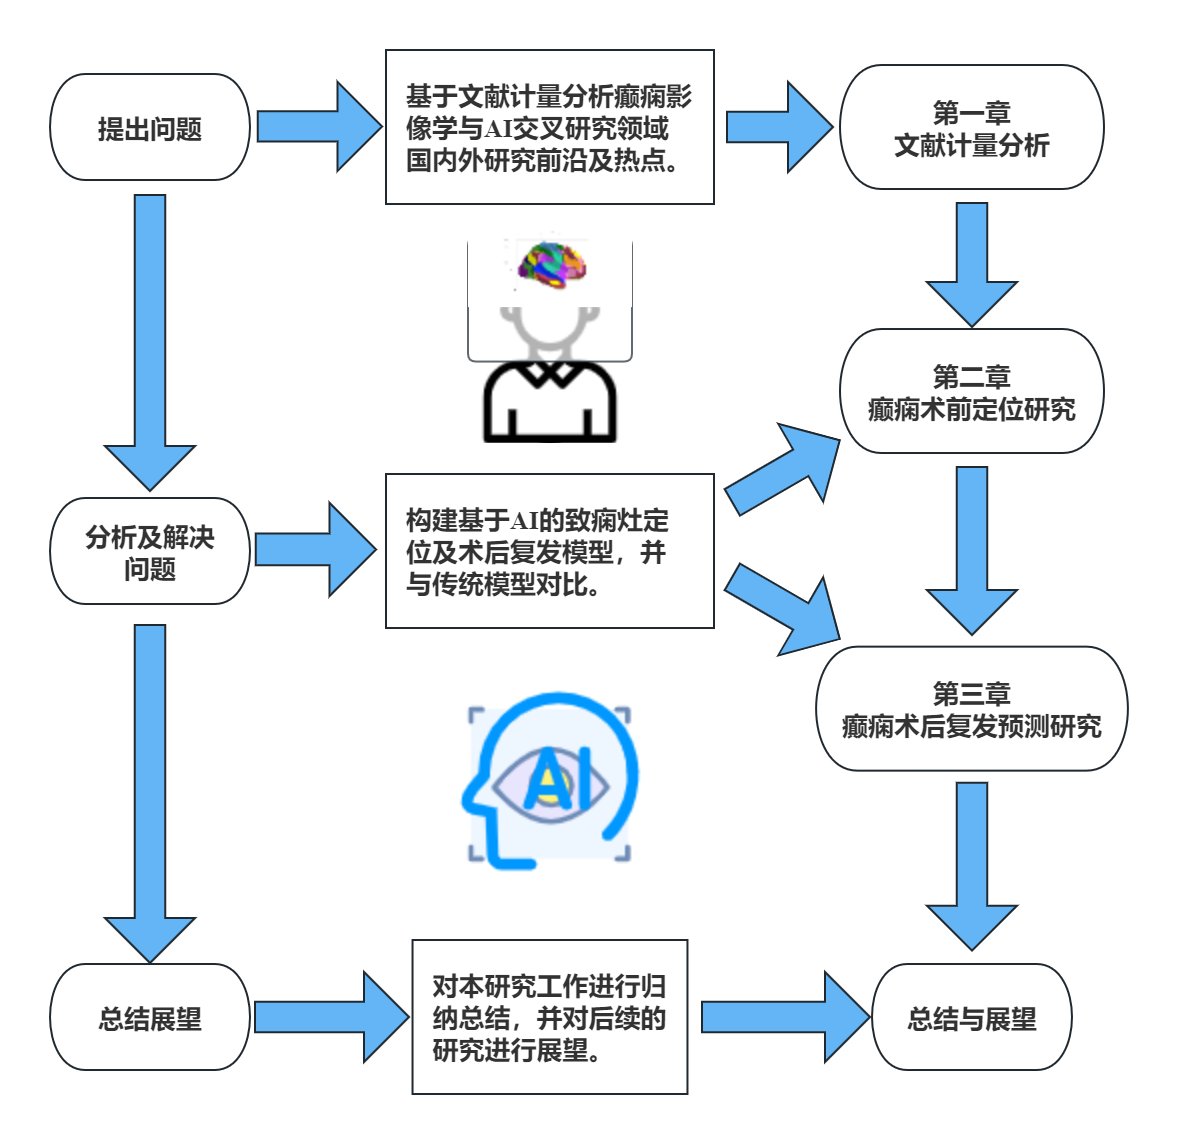 提出问题
基于文献计量分析癫痫影
像学与AI交叉研究领域
国内外研究前沿及热点。
第一章
文献计量分析
第二章
癫痫术前定位研究
分析及解决
问题
构建基于AI的致痫灶定
位及术后复发模型，并
与传统模型对比。
第三章
癫痫术后复发预测研究
AI
总结展望
对本研究工作进行归
纳总结，并对后续的
研究进行展望。
总结与展望